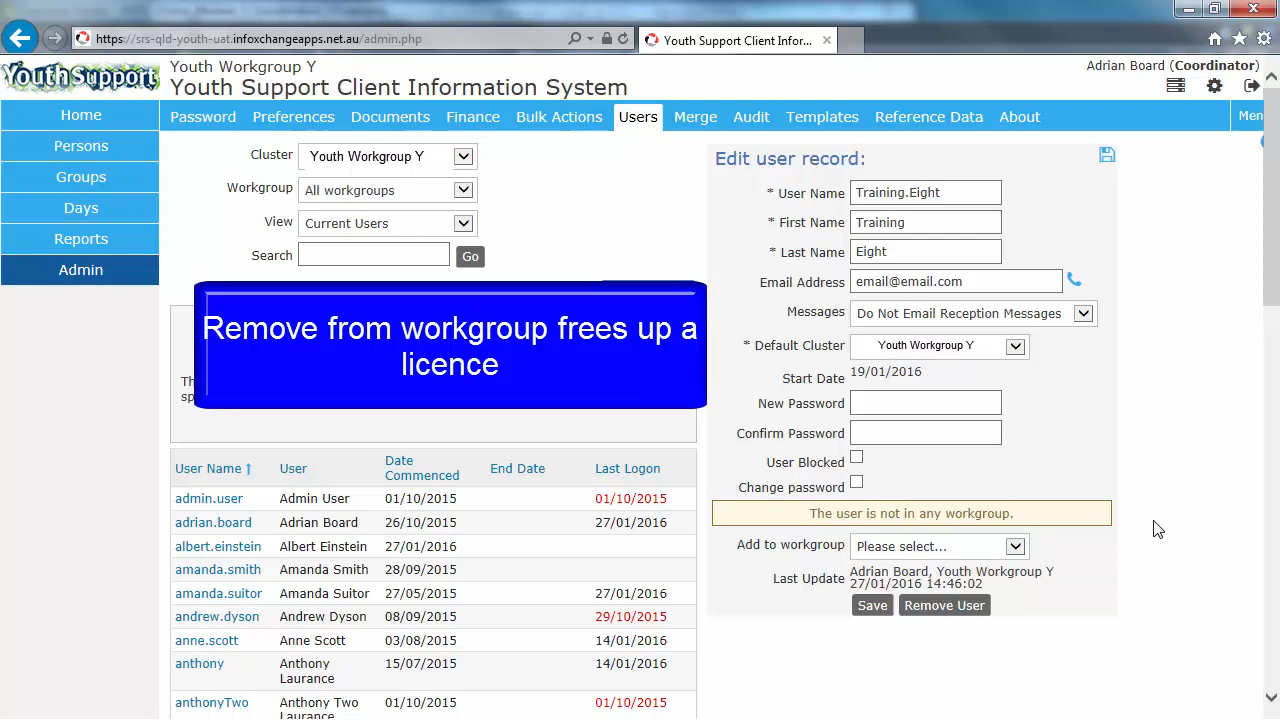 https://srs-qld-youth-uat.infoxchangeapps.net.au/admin.php
Youth Support Client Infor...
YouthSupport
Youth Workgroup Y
Youth Support Client Information System
Adrian Board (Coordinator)
Home
Persons
Groups
Days
Reports
Admin
Password
Preferences
Documents
Finance
Bulk Actions
Users
Merge
Audit
Templates
Reference Data
About
Men
Cluster
Youth Workgroup Y
Workgroup
All workgroups
View
Current Users
Search
Go
Remove from workgroup frees up a
licence
Th
sp
User Name
User
Date
Commenced
End Date
Last Logon
admin.user
Admin User
01/10/2015
01/10/2015
adrian.board
Adrian Board
26/10/2015
27/01/2016
albert.einstein
Albert Einstein
27/01/2016
amanda.smith
Amanda Smith
28/09/2015
amanda.suitor
Amanda Suitor
27/05/2015
27/01/2016
andrew.dyson
Andrew Dyson
08/09/2015
29/10/2015
anne.scott
Anne Scott
03/08/2015
14/01/2016
anthony
Anthony
Laurance
15/07/2015
14/01/2016
anthonyTwo
Anthony Two
Laurance
01/10/2015
01/10/2015
Edit user record:
* User Name
Training.Eight
* First Name
Training
* Last Name
Eight
Email Address
email@email.com
Messages
Do Not Email Reception Messages
* Default Cluster
Youth Workgroup Y
Start Date
19/01/2016
New Password
Confirm Password
User Blocked
Change password
The user is not in any workgroup.
Add to workgroup
Please select...
Last Update
Adrian Board, Youth Workgroup Y
27/01/2016 14:46:02
Save
Remove User